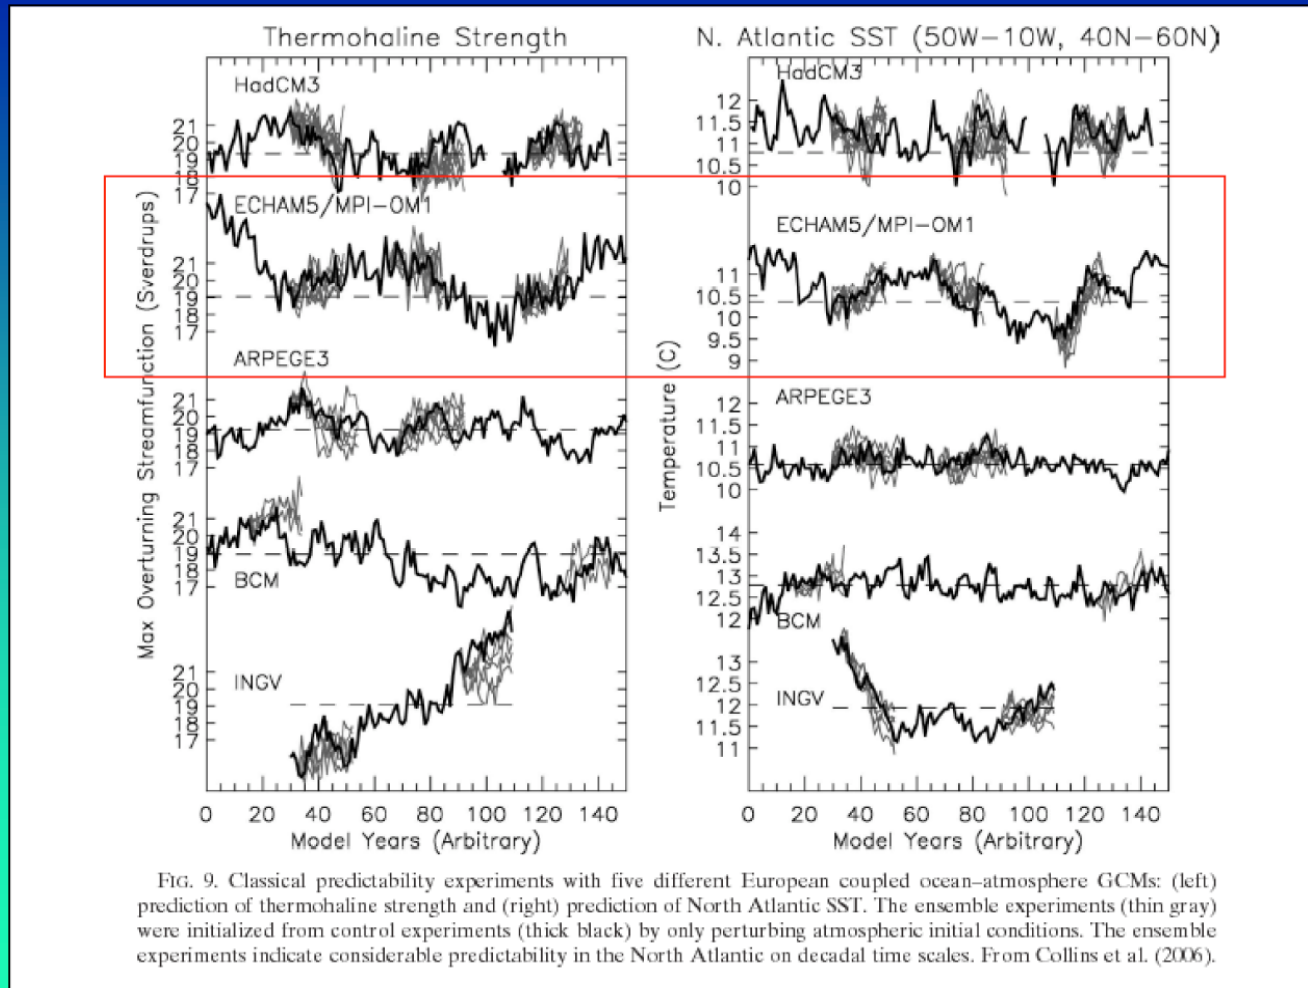 Thermohaline Strength
N. Atlantic SST (50W−10W, 40N−60N)
Max Overturning Streamfunction (Sverdrups)
HadCM3
21
20
19
18
17
ECHAM5/MPI−OM1
21
20
19
18
17
ARPEGE3
21
20
19
18
17
21
20
19
18
17
BCM
INGV
21
20
19
18
17
0 20 40 60 80 100 120 140
Model Years (Arbitrary)
Temperature (C)
HadCM3
12
11.5
11
10.5
10
ECHAM5/MPI−OM1
11
10.5
10
9.5
9
ARPEGE3
12
11.5
11
10.5
10
14
13.5
13
12.5
12
BCM
13
12.5
INGV
12
11.5
11
0 20 40 60 80 100 120 140
Model Years (Arbitrary)
FIG. 9. Classical predictability experiments with five different European coupled ocean–atmosphere GCMs: (left)
prediction of thermohaline strength and (right) prediction of North Atlantic SST. The ensemble experiments (thin gray)
were initialized from control experiments (thick black) by only perturbing atmospheric initial conditions. The ensemble
experiments indicate considerable predictability in the North Atlantic on decadal time scales. From Collins et al. (2006).